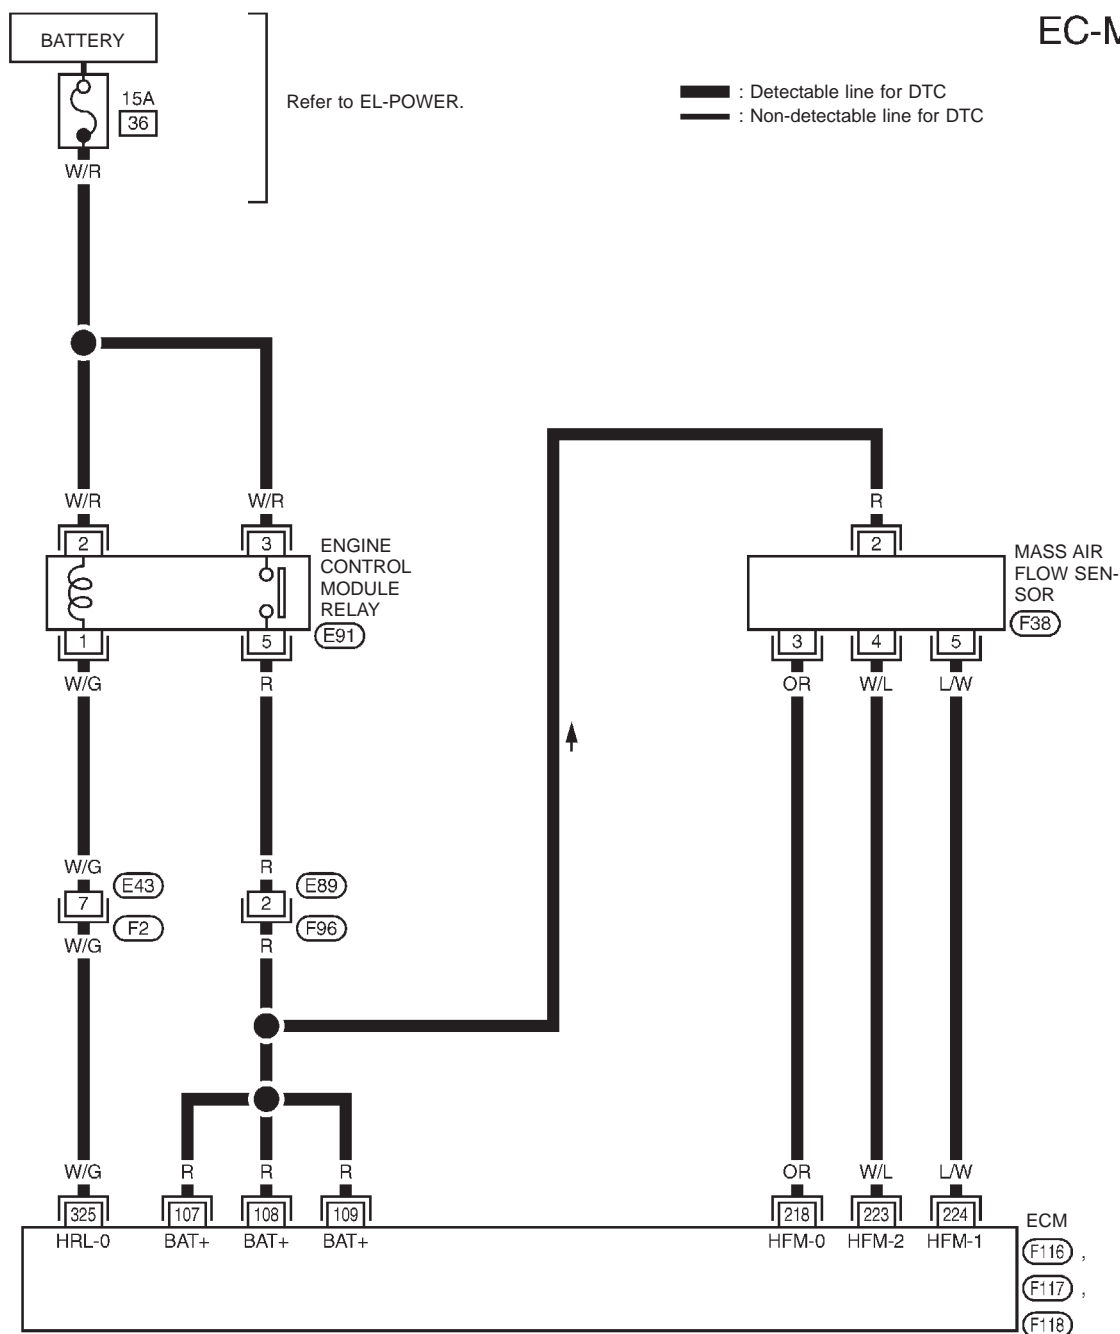 EC-M
BATTERY
15A
36
Refer to EL-POWER.
: Detectable line for DTC
: Non-detectable line for DTC
W/R
W/R W/R R
2 3 2
ENGINE
CONTROL
MODULE
RELAY
E91
MASS AIR
FLOW SEN-
SOR
F38
1 5 3 4 5
W/G R OR W/L L/W
W/G R
7 E43 2 E89
F2 F96
W/G R
W/G R R R OR W/L L/W
325 107 108 109 218 223 224
HRL-0 BAT+ BAT+ BAT+ HFM-0 HFM-2 HFM-1
ECM
F116 ,
F117 ,
F118